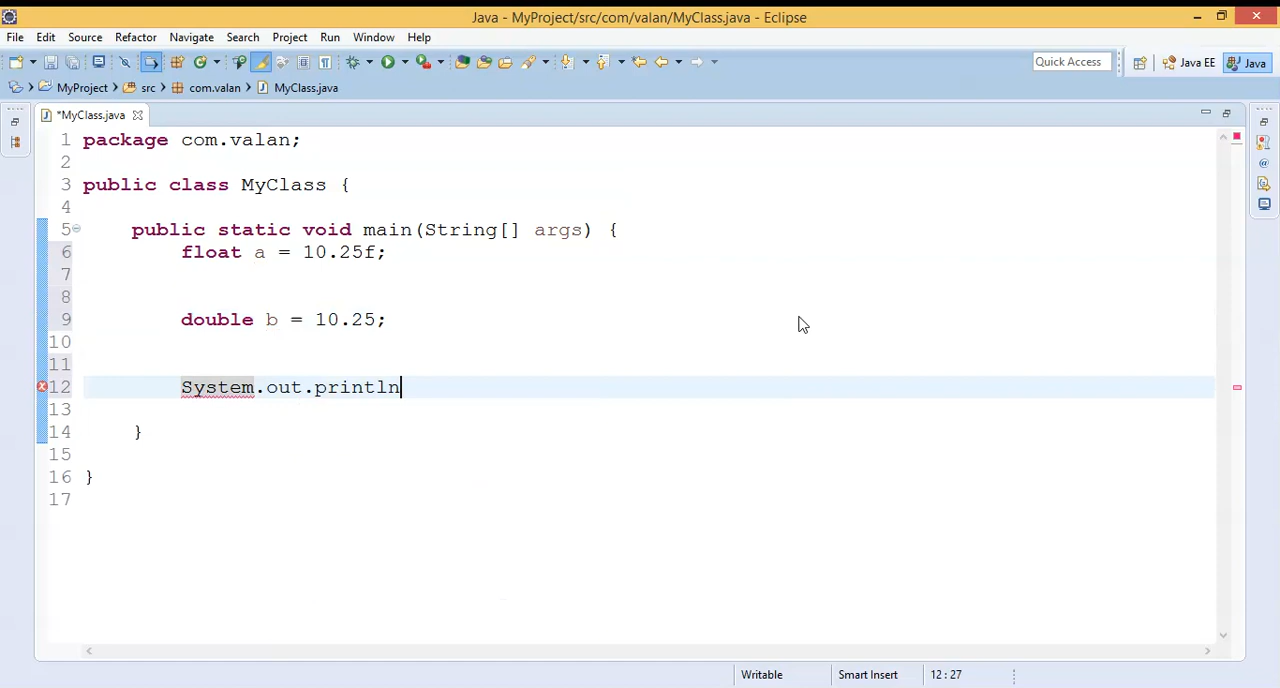 Java - MyProject/src/com/valan/MyClass.java - Eclipse
File Edit Source Refactor Navigate Search Project Run Window Help
Quick Access Java EE Java
MyProject src com.valan MyClass.java
*MyClass.java
1 package com.valan;
2
3 public class MyClass {
4
5 public static void main(String[] args) {
6 float a = 10.25f;
7
8
9 double b = 10.25;
10
11
12 System.out.println
13
14 }
15
16 }
17
Writable Smart Insert 12 : 27